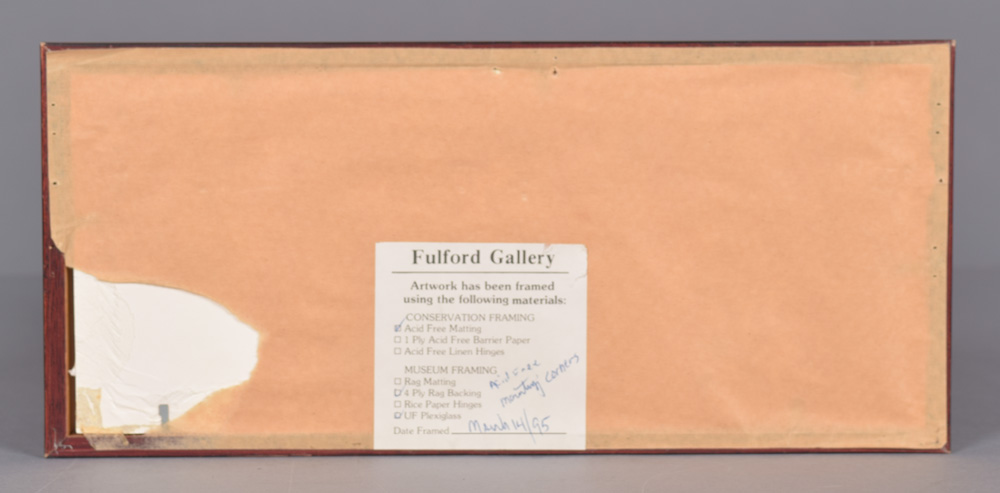 Fulford Gallery
Artwork has been framed
using the following materials:
CONSERVATION FRAMING
☑ Acid Free Matting
☐ 1 Ply Acid Free Barrier Paper
☐ Acid Free Linen Hinges
MUSEUM FRAMING
☐ Rag Matting
☑ 4 Ply Rag Backing
☐ Rice Paper Hinges
☑ UF Plexiglass
Acid Free
mounting corners
Date Framed March 14/95